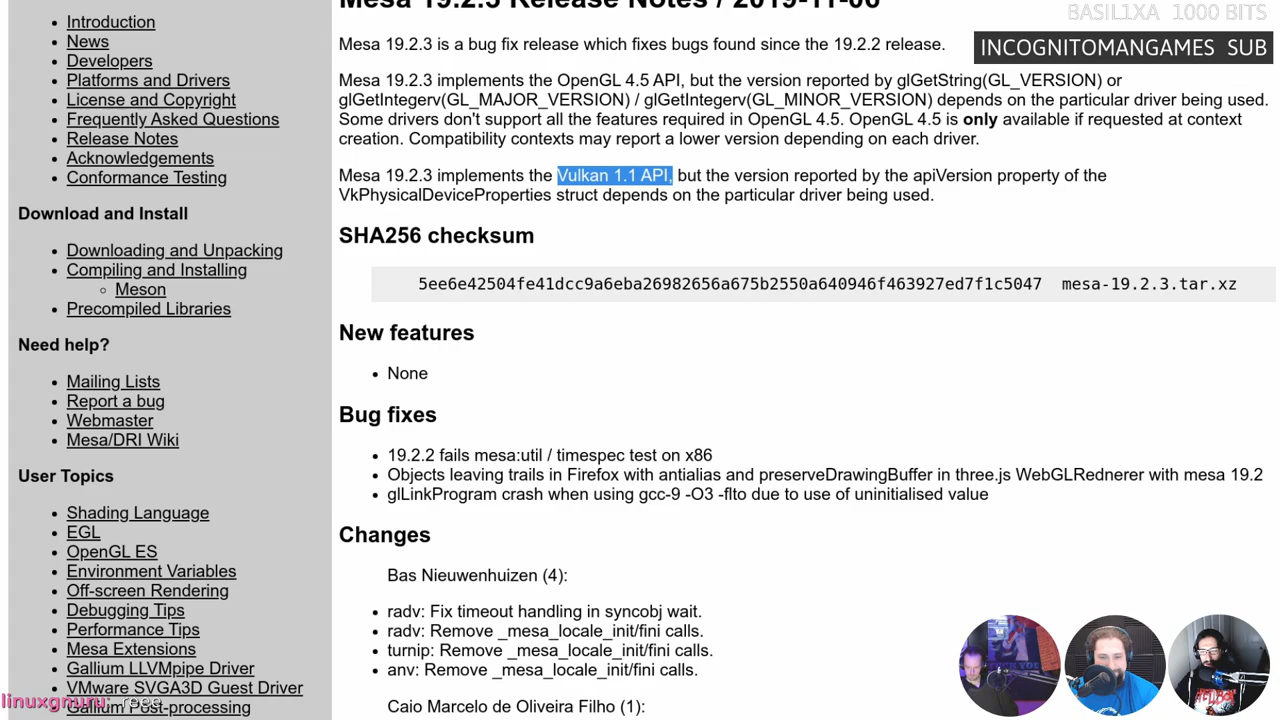 Introduction
News
Developers
Platforms and Drivers
License and Copyright
Frequently Asked Questions
Release Notes
Acknowledgements
Conformance Testing
Download and Install
Downloading and Unpacking
Compiling and Installing
Meson
Precompiled Libraries
Need help?
Mailing Lists
Report a bug
Webmaster
Mesa/DRI Wiki
User Topics
Shading Language
EGL
OpenGL ES
Environment Variables
Off-screen Rendering
Debugging Tips
Performance Tips
Mesa Extensions
Gallium LLVMpipe Driver
VMware SVGA3D Guest Driver
Gallium Post-processing
linuxgnuru: reee
Mesa 19.2.3 Release Notes / 2019-11-06
BASIL1XA 1000 BITS
INCOGNITOMANGAMES SUB
Mesa 19.2.3 is a bug fix release which fixes bugs found since the 19.2.2 release.
Mesa 19.2.3 implements the OpenGL 4.5 API, but the version reported by glGetString(GL_VERSION) or
glGetIntegerv(GL_MAJOR_VERSION) / glGetIntegerv(GL_MINOR_VERSION) depends on the particular driver being used.
Some drivers don't support all the features required in OpenGL 4.5. OpenGL 4.5 is only available if requested at context
creation. Compatibility contexts may report a lower version depending on each driver.
Mesa 19.2.3 implements the Vulkan 1.1 API, but the version reported by the apiVersion property of the
VkPhysicalDeviceProperties struct depends on the particular driver being used.
SHA256 checksum
5ee6e42504fe41dcc9a6eba26982656a675b2550a640946f463927ed7f1c5047 mesa-19.2.3.tar.xz
New features
None
Bug fixes
19.2.2 fails mesa:util / timespec test on x86
Objects leaving trails in Firefox with antialias and preserveDrawingBuffer in three.js WebGLRednerer with mesa 19.2
glLinkProgram crash when using gcc-9 -O3 -flto due to use of uninitialised value
Changes
Bas Nieuwenhuizen (4):
radv: Fix timeout handling in syncobj wait.
radv: Remove _mesa_locale_init/fini calls.
turnip: Remove _mesa_locale_init/fini calls.
anv: Remove _mesa_locale_init/fini calls.
Caio Marcelo de Oliveira Filho (1):